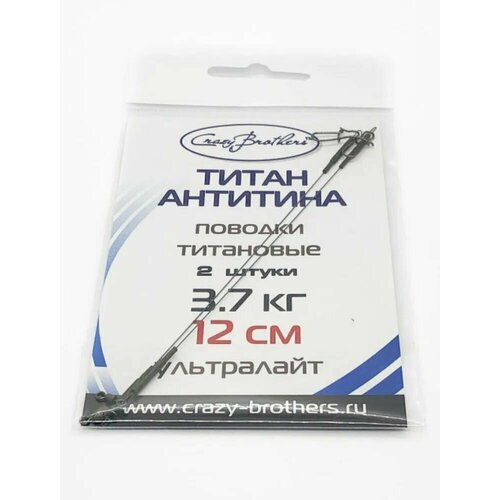 Crazy Brothers
ТИТАН
АНТИТИНА
поводки
титановые
2 штуки
3.7 кг
12 см
ультралайт
www.crazy-brothers.ru